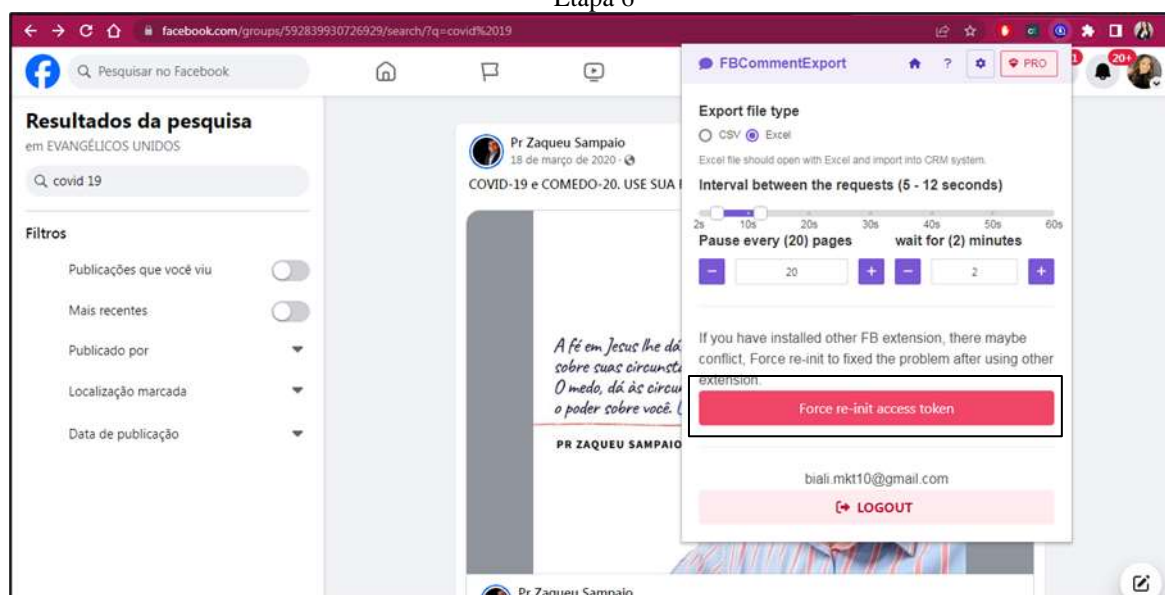 Etapa 6
facebook.com/groups/592839930726929/search/?q=covid%2019
Pesquisar no Facebook
20+
Resultados da pesquisa
em EVANGÉLICOS UNIDOS
covid 19
Filtros
Publicações que você viu
Mais recentes
Publicado por
Localização marcada
Data de publicação
Pr Zaqueu Sampaio
18 de março de 2020 ·
COVID-19 e COMEDO-20. USE SUA
A fé em Jesus lhe dá
sobre suas
O medo, dá às
o poder sobre você.
PR ZAQUEU SAMPAIO
Pr Zaqueu Sampaio
FBCommentExport
?
PRO
Export file type
CSV
Excel
Excel file should open with Excel and import into CRM system.
Interval between the requests (5 - 12 seconds)
2s 10s 20s 30s 40s 50s 60s
Pause every (20) pages wait for (2) minutes
− 20 + − 2 +
If you have installed other FB extension, there maybe
conflict, Force re-init to fixed the problem after using other
extension.
Force re-init access token
biali.mkt10@gmail.com
LOGOUT